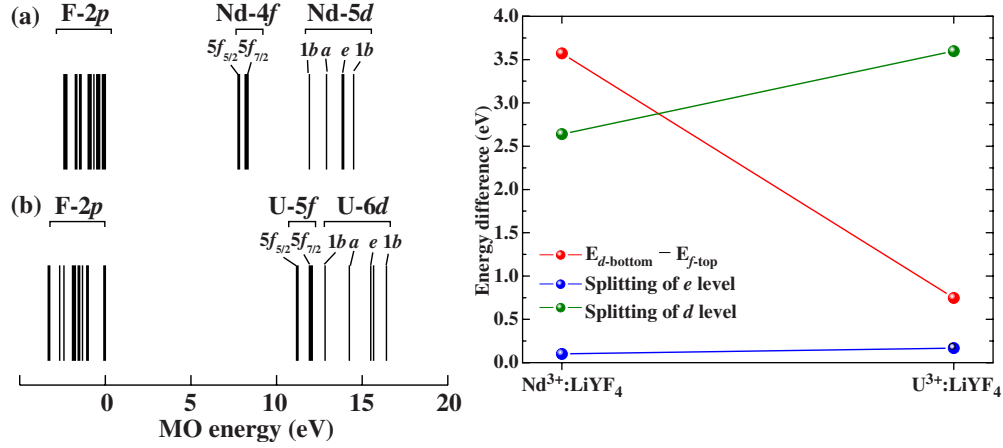 (a) F-2p Nd-4f Nd-5d
5f5/2 5f7/2 1b a e 1b
(b) F-2p U-5f U-6d
5f5/2 5f7/2 1b a e 1b
0 5 10 15 20
MO energy (eV)
4.0
3.5
3.0
2.5
2.0
1.5
1.0
0.5
0.0
Energy difference (eV)
E d-bottom − E f-top
Splitting of e level
Splitting of d level
Nd3+:LiYF4 U3+:LiYF4